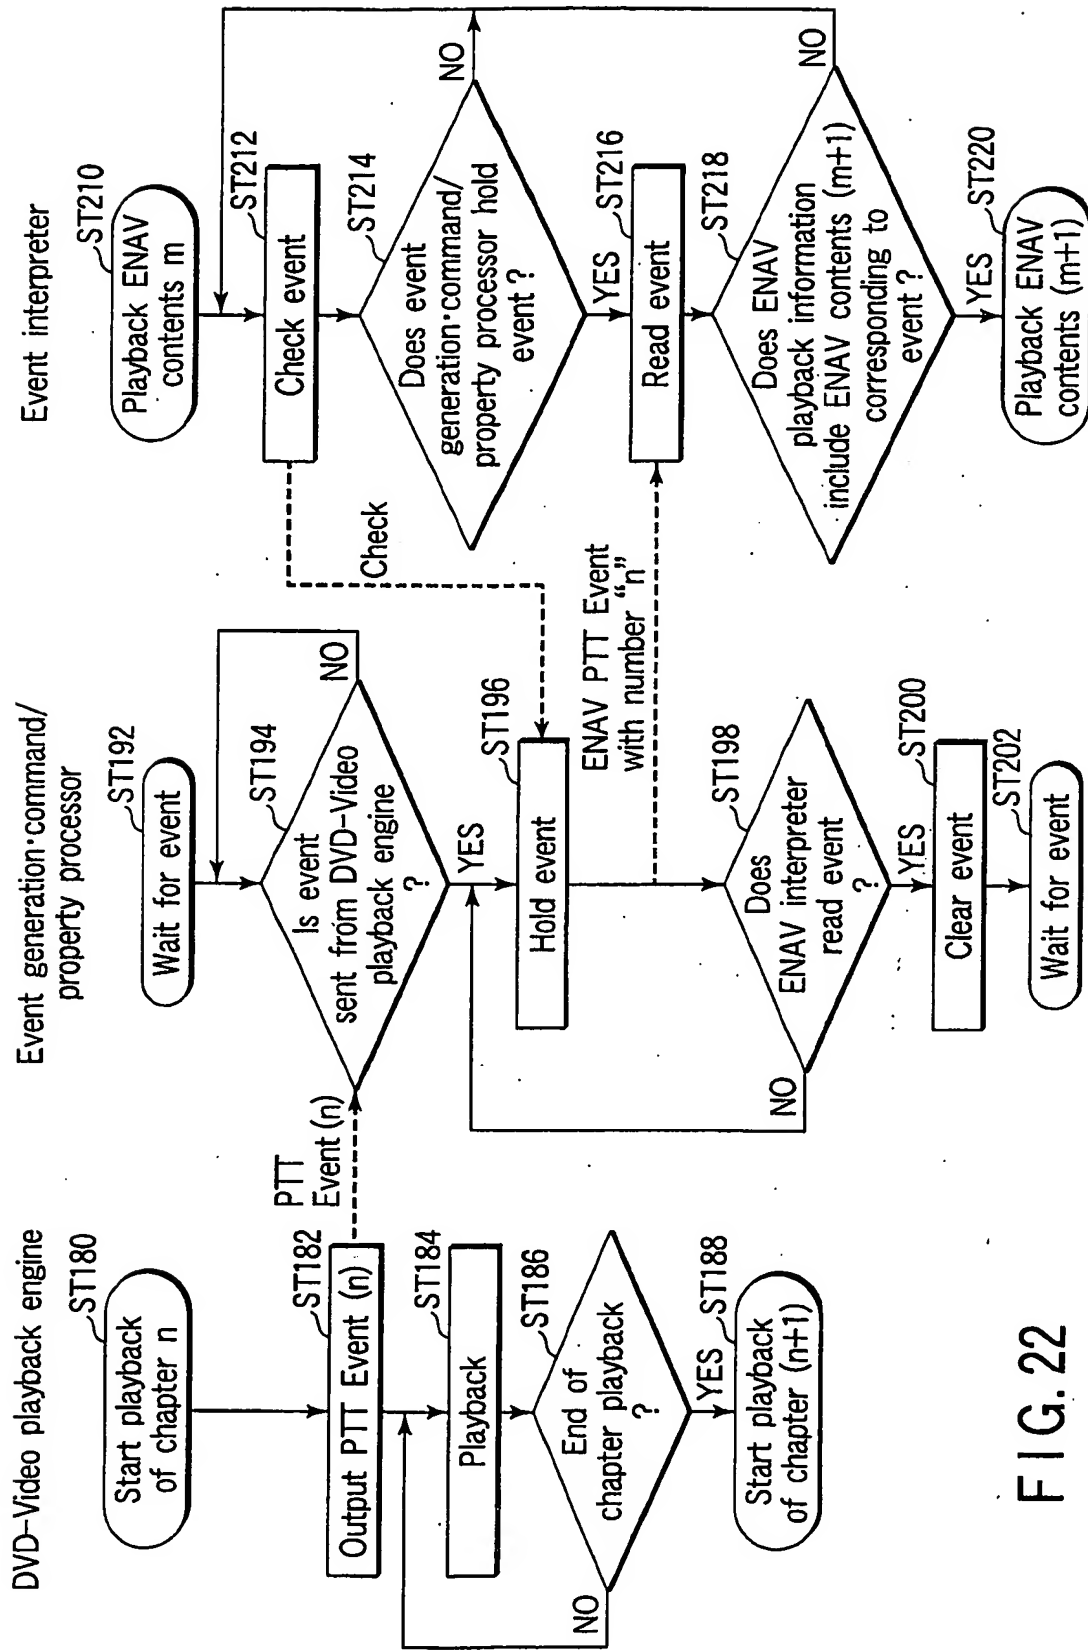 DVD-Video playback engine
ST180
Start playback
of chapter n
ST182
Output PTT Event (n)
PTT
Event(n)
ST184
Playback
ST186
End of
chapter playback
?
NO
YES
ST188
Start playback
of chapter (n+1)
Event generation·command/
property processor
ST192
Wait for event
ST194
Is event
sent from DVD-Video
playback engine
?
NO
YES
ST196
Hold event
ENAV PTT Event
with number "n"
ST198
Does
ENAV interpreter
read event
?
NO
YES
ST200
Clear event
ST202
Wait for event
Event interpreter
ST210
Playback ENAV
contents m
ST212
Check event
Check
ST214
Does event
generation·command/
property processor hold
event ?
NO
YES
ST216
Read event
ST218
Does ENAV
playback information
include ENAV contents (m+1)
corresponding to
event ?
NO
YES
ST220
Playback ENAV
contents (m+1)
FIG. 22